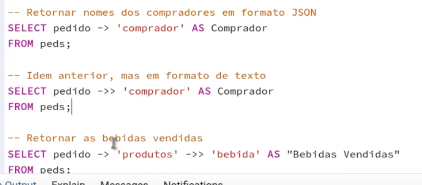 -- Retornar nomes dos compradores em formato JSON
SELECT pedido -> 'comprador' AS Comprador
FROM peds;
-- Idem anterior, mas em formato de texto
SELECT pedido ->> 'comprador' AS Comprador
FROM peds;
-- Retornar as bebidas vendidas
SELECT pedido -> 'produtos' ->> 'bebida' AS "Bebidas Vendidas"
FROM peds;
Output Explain Messages Notifications